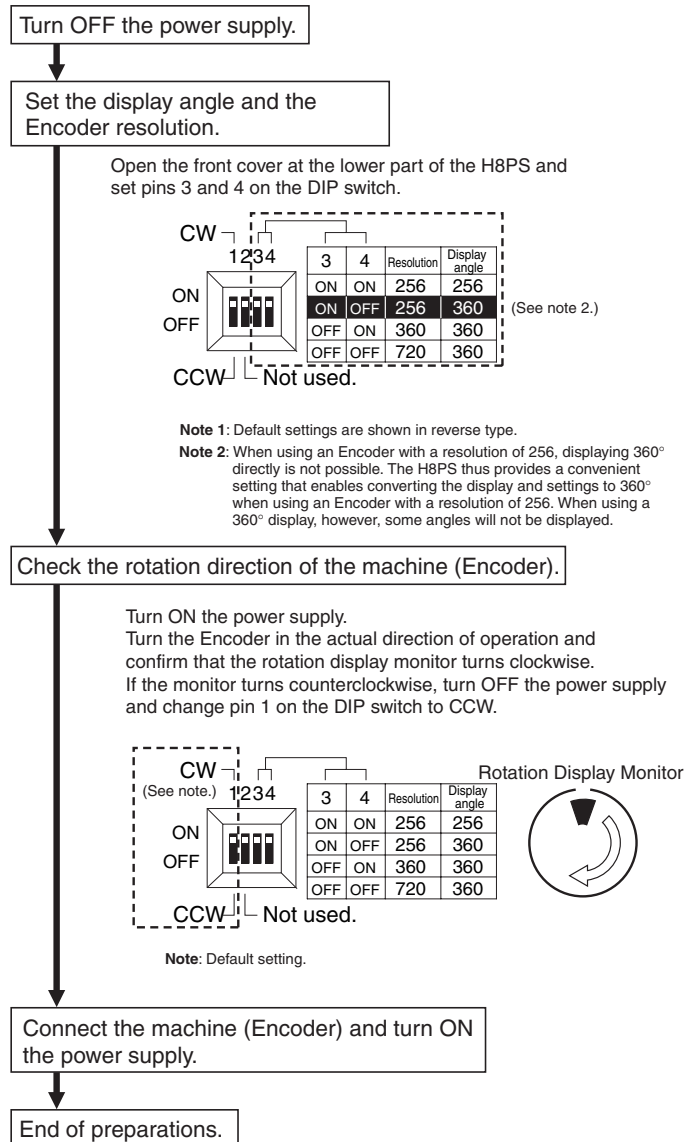 Turn OFF the power supply.
Set the display angle and the
Encoder resolution.
Open the front cover at the lower part of the H8PS and
set pins 3 and 4 on the DIP switch.
CW
1234
ON
OFF
CCW
Not used.
3 4 Resolution Display angle
ON ON 256 256
ON OFF 256 360 (See note 2.)
OFF ON 360 360
OFF OFF 720 360
Note 1: Default settings are shown in reverse type.
Note 2: When using an Encoder with a resolution of 256, displaying 360°
directly is not possible. The H8PS thus provides a convenient
setting that enables converting the display and settings to 360°
when using an Encoder with a resolution of 256. When using a
360° display, however, some angles will not be displayed.
Check the rotation direction of the machine (Encoder).
Turn ON the power supply.
Turn the Encoder in the actual direction of operation and
confirm that the rotation display monitor turns clockwise.
If the monitor turns counterclockwise, turn OFF the power supply
and change pin 1 on the DIP switch to CCW.
CW
(See note.) 1234
ON
OFF
CCW
Not used.
3 4 Resolution Display angle
ON ON 256 256
ON OFF 256 360
OFF ON 360 360
OFF OFF 720 360
Rotation Display Monitor
Note: Default setting.
Connect the machine (Encoder) and turn ON
the power supply.
End of preparations.